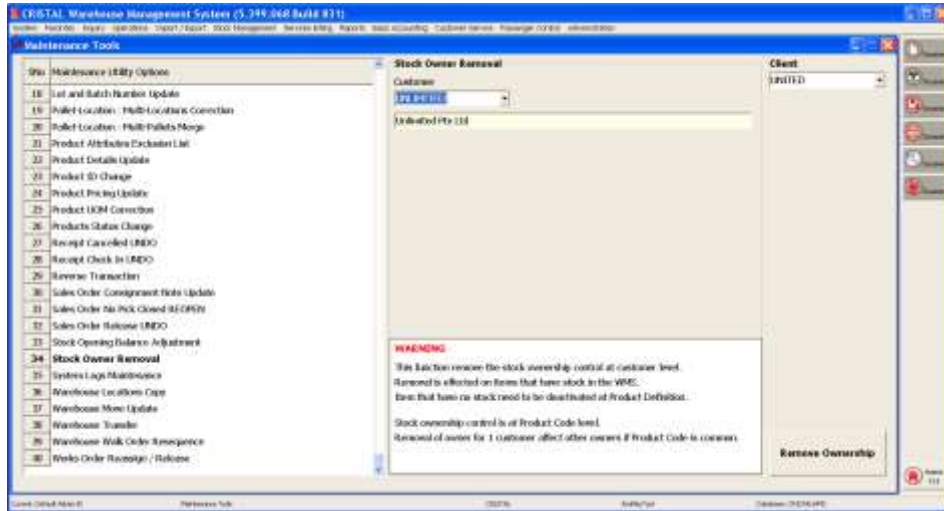 CRISTAL Warehouse Management System (5.399.068 Build 831)
Maintenance Tools
SNo Maintenance Utility Options
18 Lot and Batch Number Update
19 Pallet-Location : Multi-Locations Correction
20 Pallet-Location : Multi-Pallets Merge
21 Product Attributes Exclusion List
22 Product Details Update
23 Product ID Change
24 Product Pricing Update
25 Product UOM Correction
26 Products Status Change
27 Receipt Cancelled UNDO
28 Receipt Check In UNDO
29 Reverse Transaction
30 Sales Order Consignment Note Update
31 Sales Order No Pick Closed REOPEN
32 Sales Order Release UNDO
33 Stock Opening Balance Adjustment
34 Stock Owner Removal
35 System Logs Maintenance
36 Warehouse Locations Copy
37 Warehouse Move Update
38 Warehouse Transfer
39 Warehouse Walk Order Resequence
40 Works Order Reassign / Release
Stock Owner Removal
Customer
UNLIMITED
Unlimited Pte Ltd
Client
UNITED
WARNING
This function remove the stock ownership control at customer level.
Removal is effected on items that have stock in the WMS.
Item that have no stock need to be deactivated at Product Definition.
Stock ownership control is at Product Code level.
Removal of owner for 1 customer affect other owners if Product Code is common.
Remove Ownership
Maintenance Tools